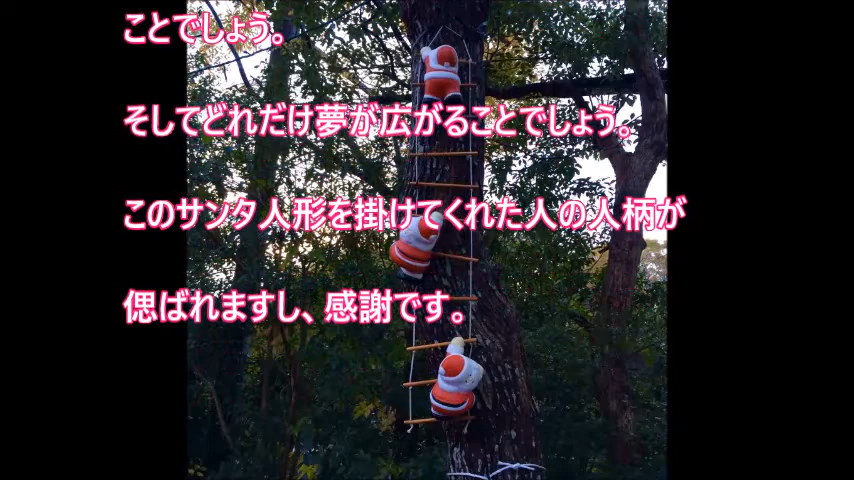 ことでしょう。
そしてどれだけ夢が広がることでしょう。
このサンタ人形を掛けてくれた人の人柄が
偲ばれますし、感謝です。